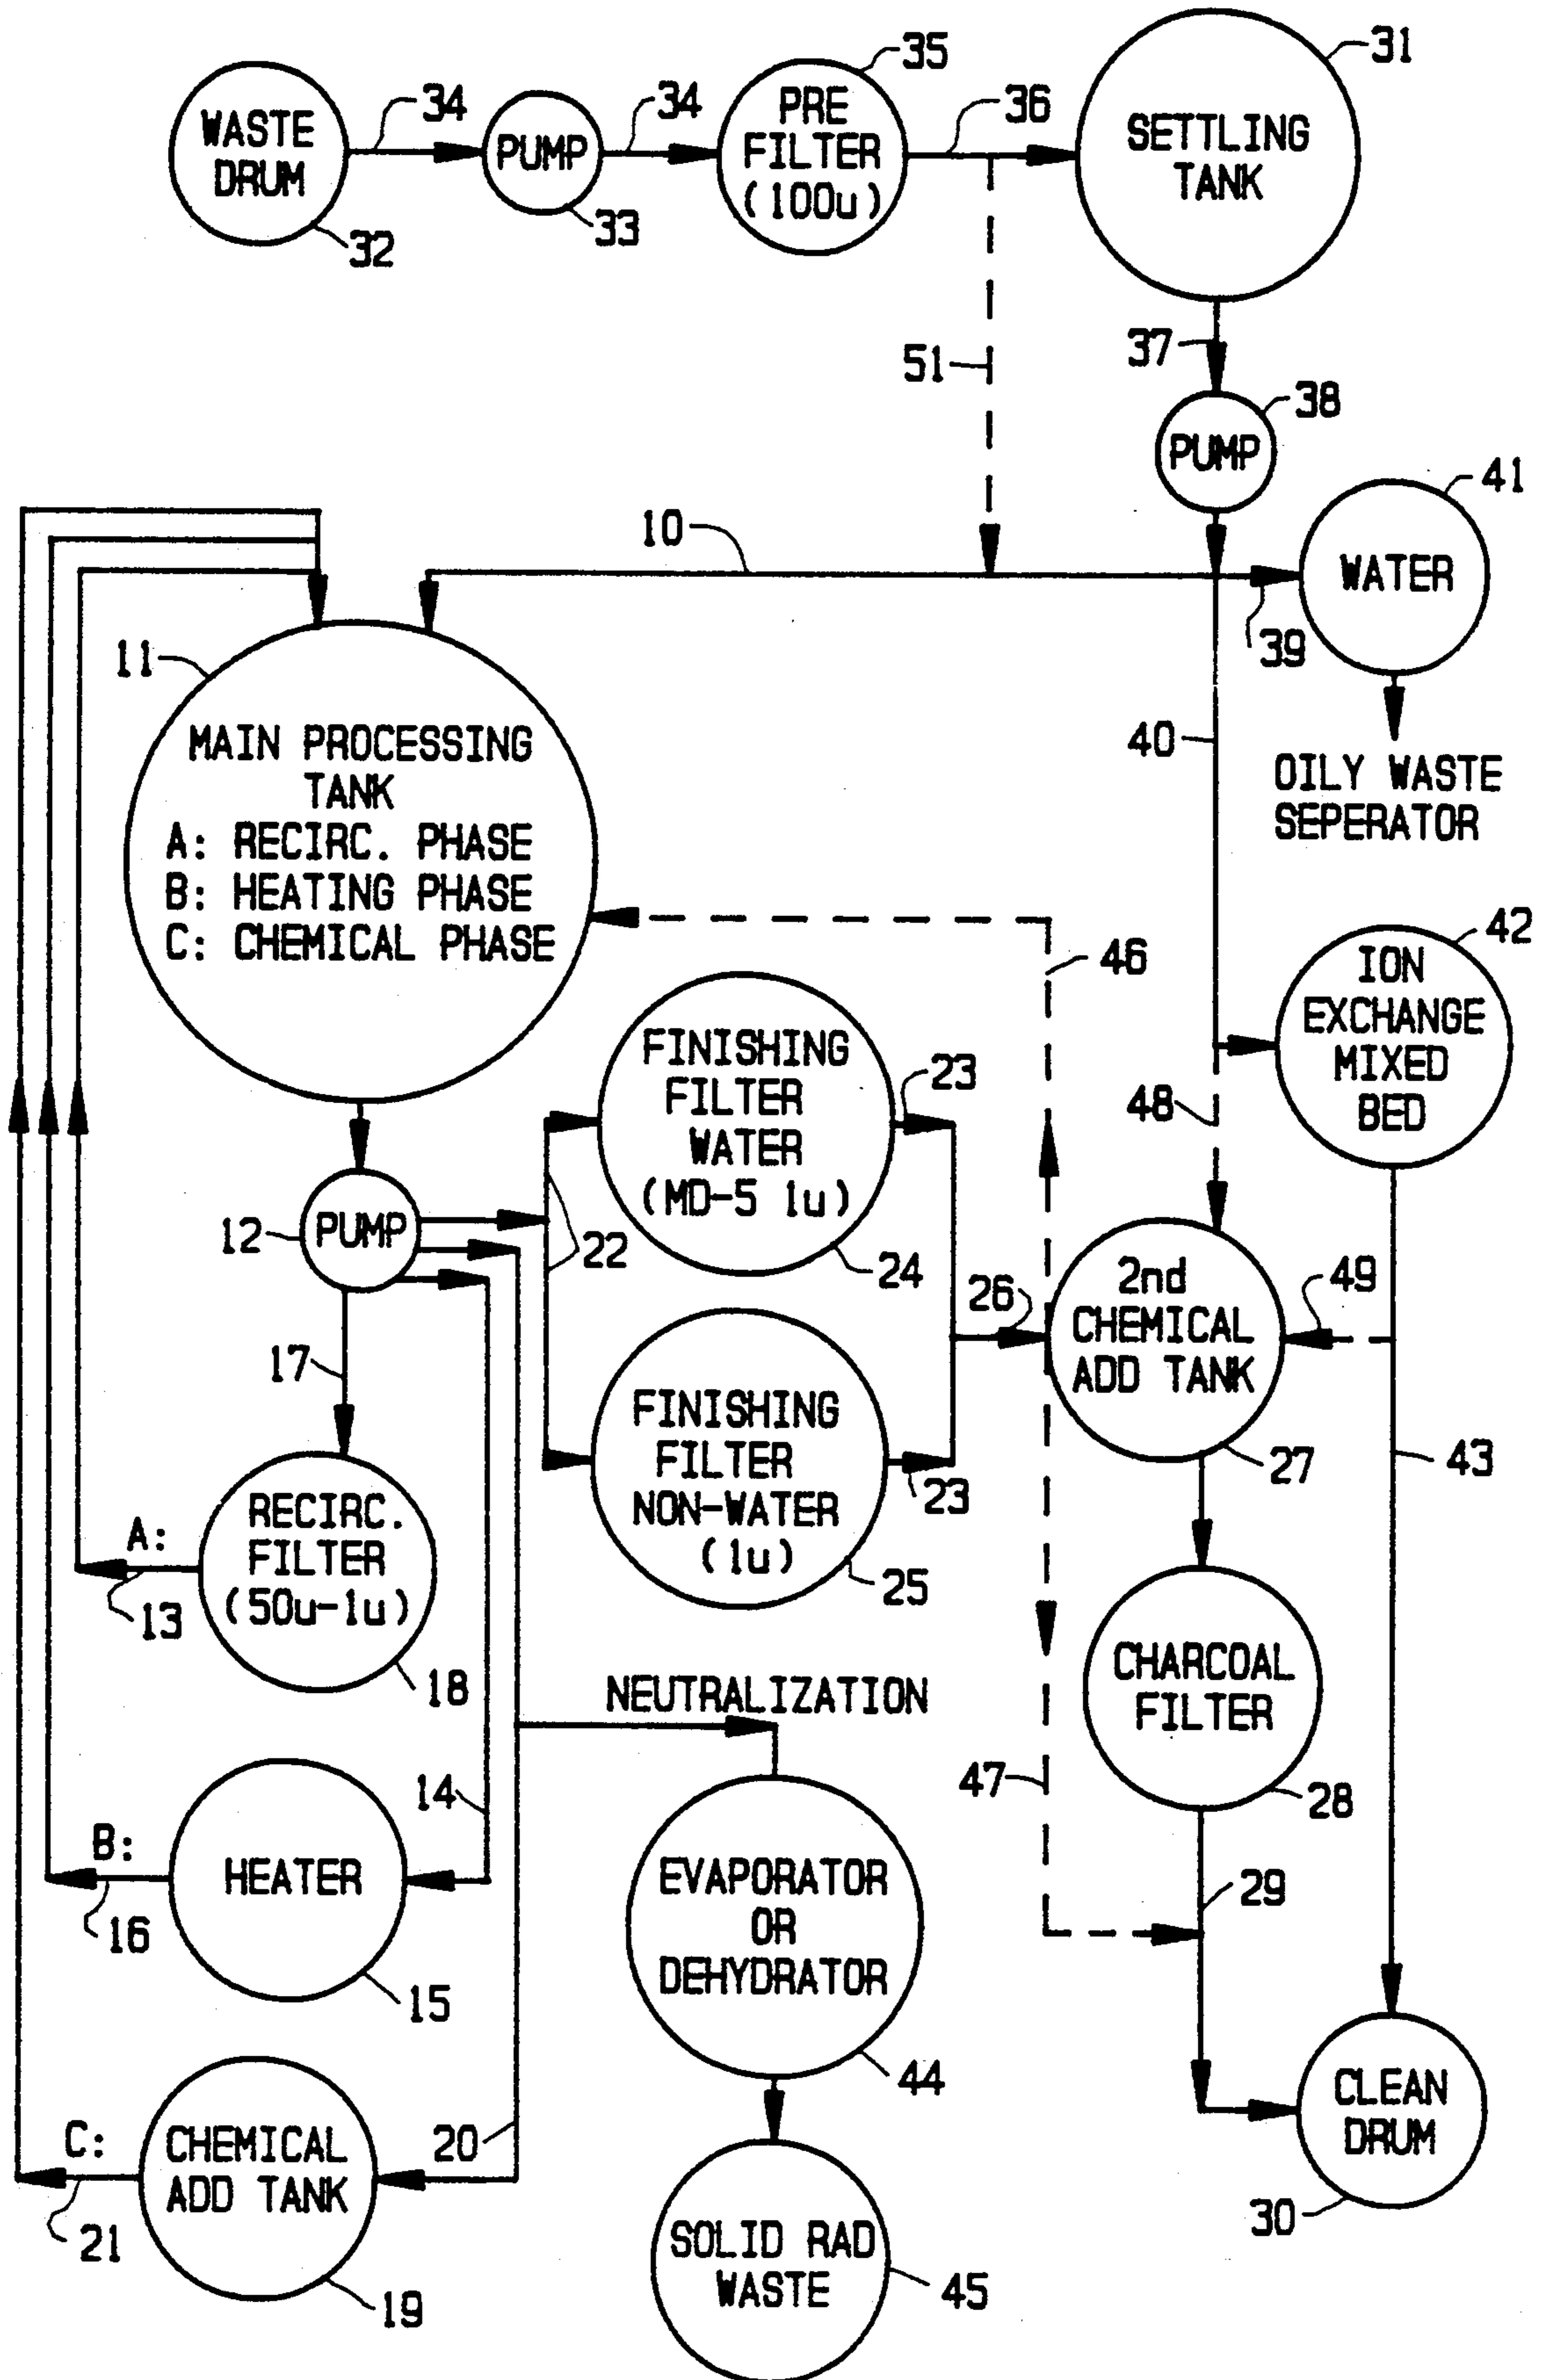 35
31
34
34
36
WASTE
DRUM
PUMP
PRE
FILTER
(100u)
SETTLING
TANK
32
33
37
51
38
PUMP
41
10
WATER
39
11
40
MAIN PROCESSING
TANK
A: RECIRC. PHASE
B: HEATING PHASE
C: CHEMICAL PHASE
OILY WASTE
SEPERATOR
46
42
ION
EXCHANGE
MIXED
BED
FINISHING
FILTER
WATER
(MD-5 1u)
23
48
12
PUMP
22
24
26
2nd
CHEMICAL
ADD TANK
49
17
FINISHING
FILTER
NON-WATER
(1u)
23
27
43
A:
RECIRC.
FILTER
(50u-1u)
25
13
18
NEUTRALIZATION
CHARCOAL
FILTER
14
47
28
B:
HEATER
EVAPORATOR
OR
DEHYDRATOR
29
16
15
44
CLEAN
DRUM
C:
CHEMICAL
ADD TANK
20
30
21
SOLID RAD
WASTE
45
19